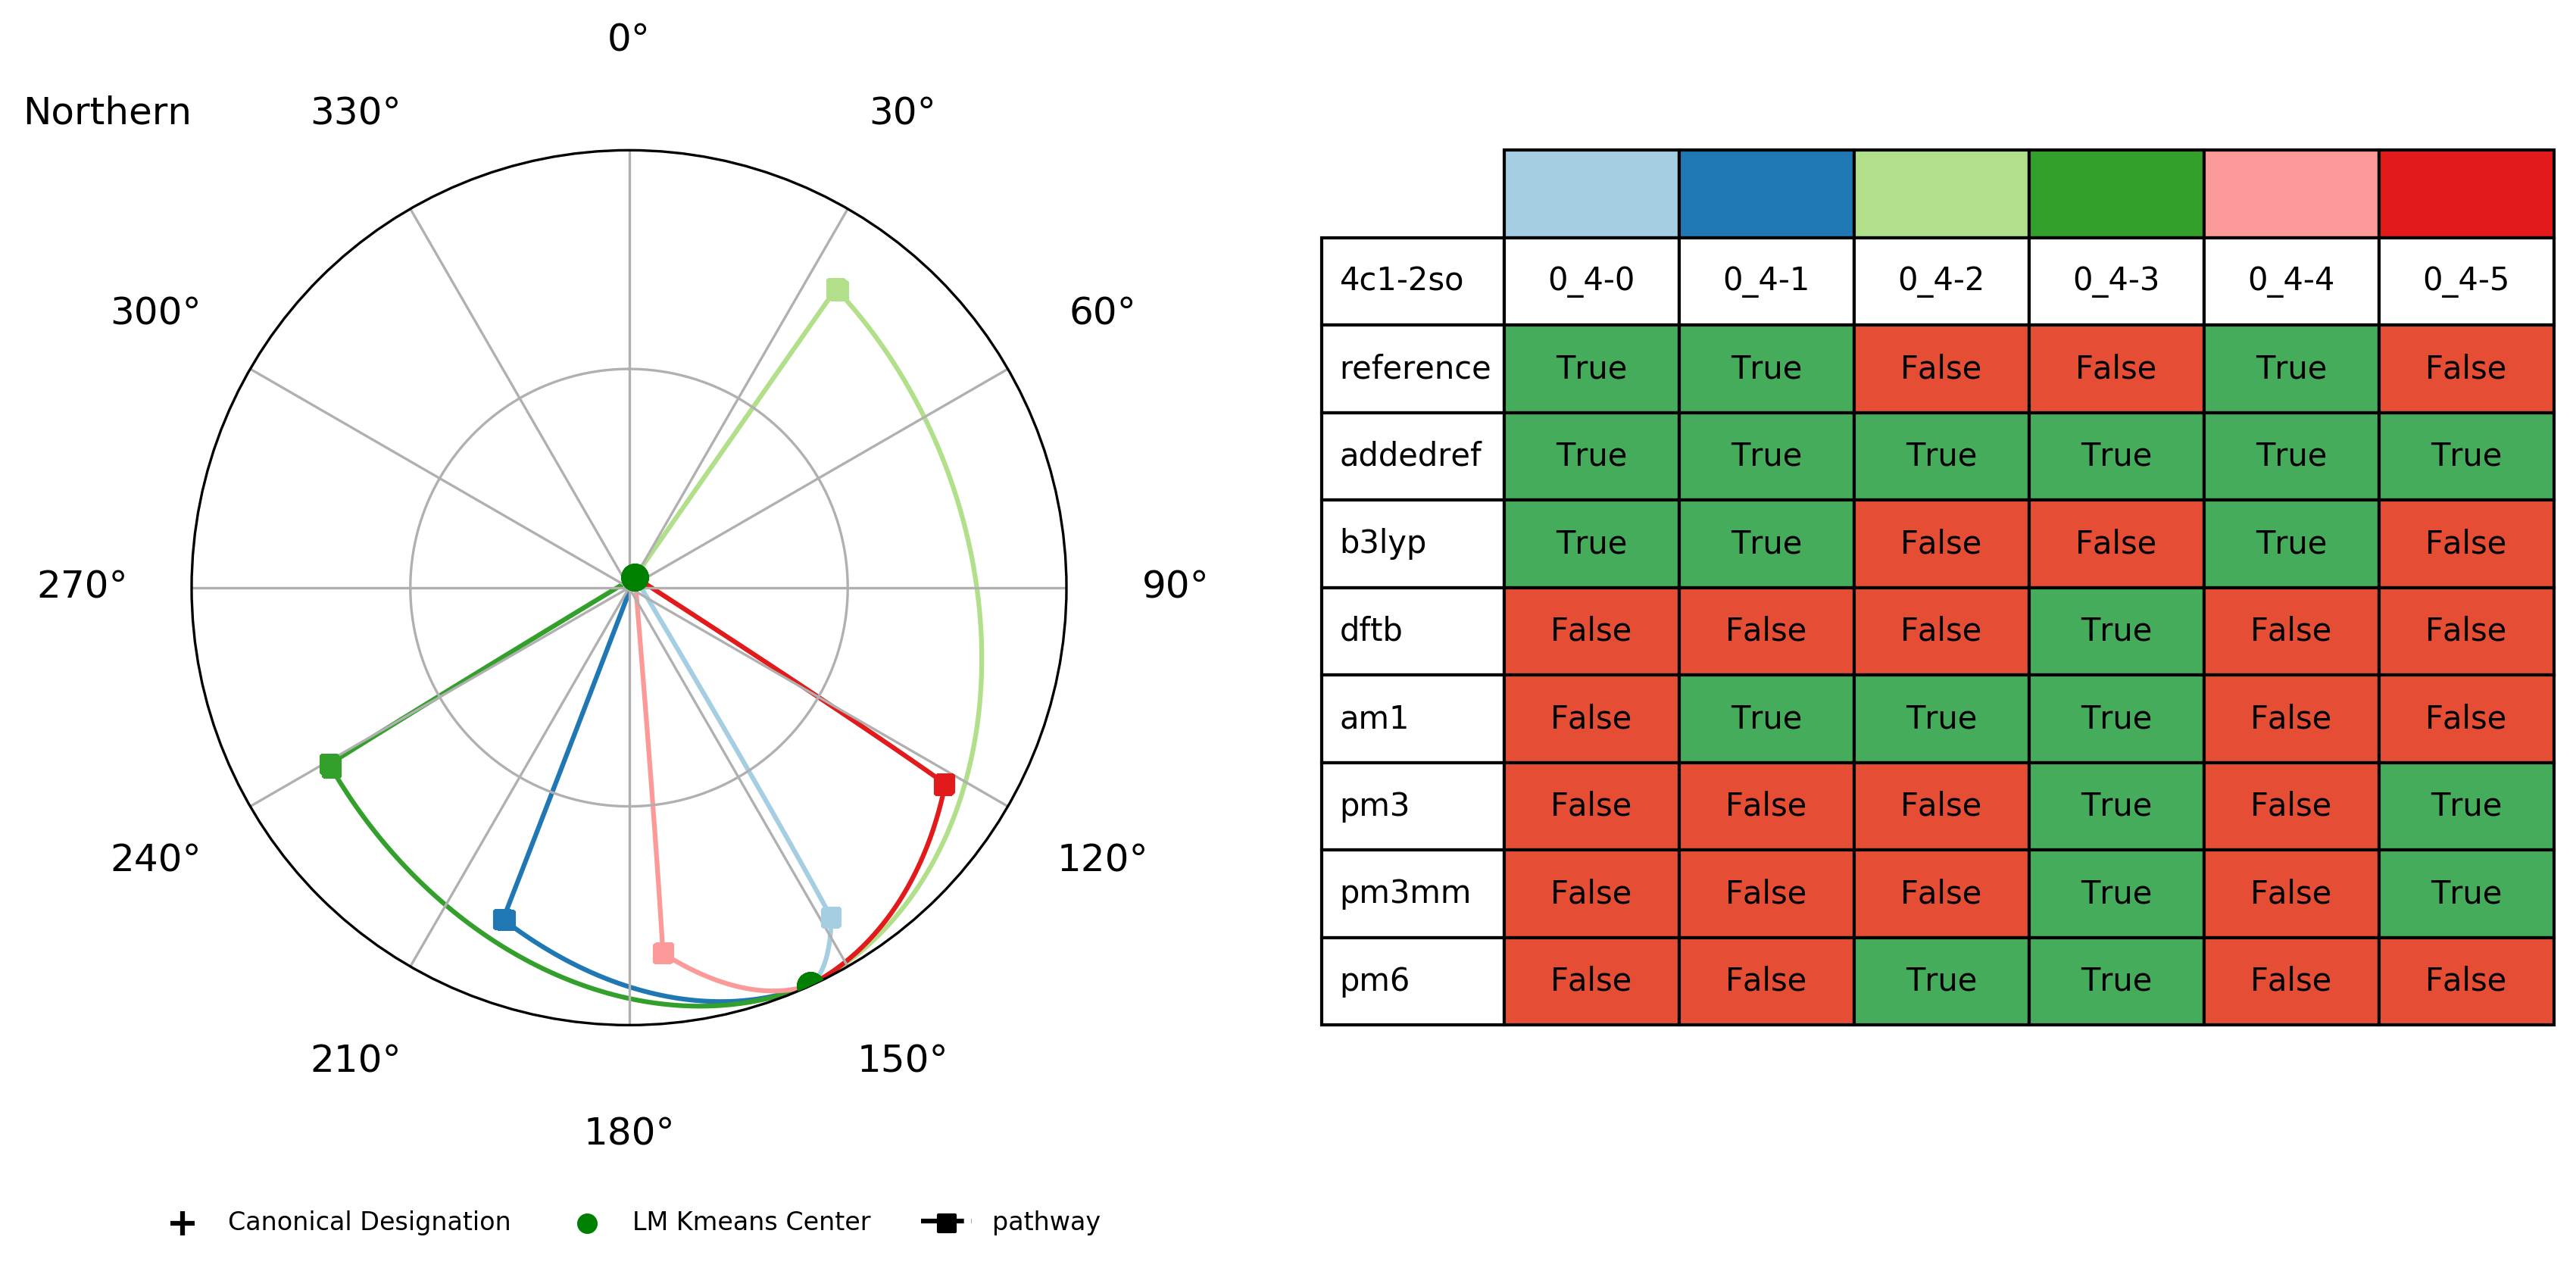 0°
Northern 330° 30°
300° 60°
270° 90°
240° 120°
210° 150°
180°
Canonical Designation LM Kmeans Center pathway
4c1-2so 0_4-0 0_4-1 0_4-2 0_4-3 0_4-4 0_4-5
reference True True False False True False
addedref True True True True True True
b3lyp True True False False True False
dftb False False False True False False
am1 False True True True False False
pm3 False False False True False True
pm3mm False False False True False True
pm6 False False True True False False